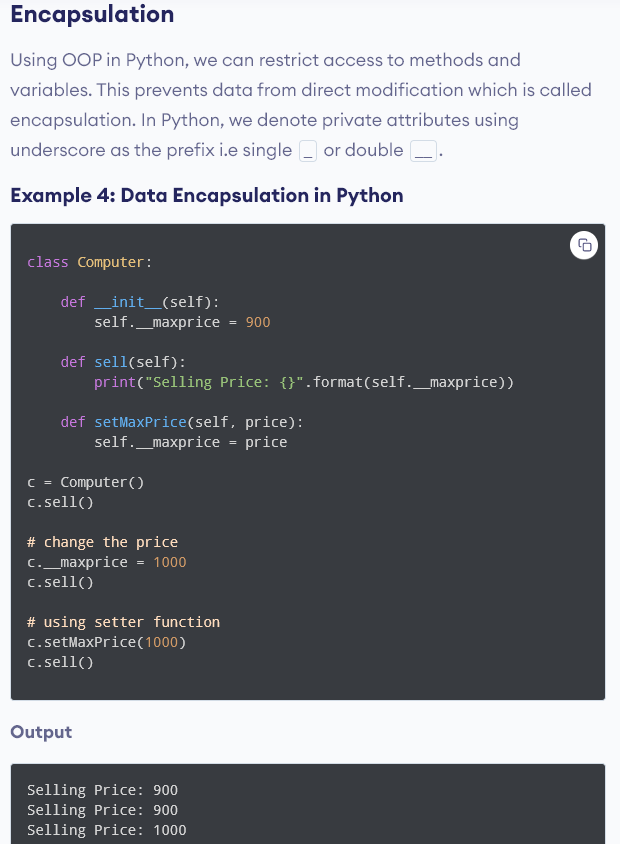 Encapsulation
Using OOP in Python, we can restrict access to methods and
variables. This prevents data from direct modification which is called
encapsulation. In Python, we denote private attributes using
underscore as the prefix i.e single _ or double __.
Example 4: Data Encapsulation in Python
class Computer:
    def __init__(self):
        self.__maxprice = 900
    def sell(self):
        print("Selling Price: {}".format(self.__maxprice))
    def setMaxPrice(self, price):
        self.__maxprice = price
c = Computer()
c.sell()
# change the price
c.__maxprice = 1000
c.sell()
# using setter function
c.setMaxPrice(1000)
c.sell()
Output
Selling Price: 900
Selling Price: 900
Selling Price: 1000